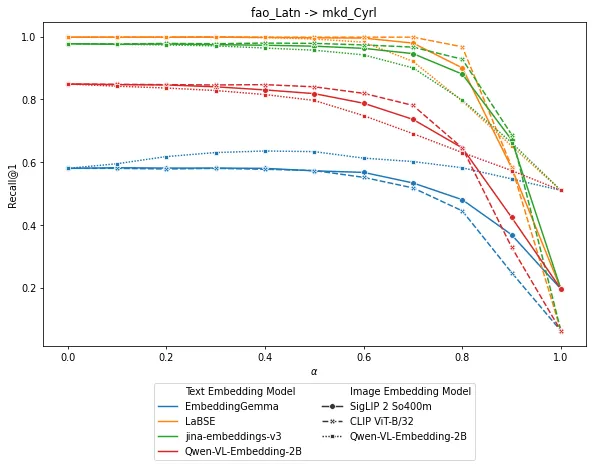 fao_Latn -> mkd_Cyrl
Recall@1
1.0
0.8
0.6
0.4
0.2
0.0 0.2 0.4 0.6 0.8 1.0
α
Text Embedding Model
EmbeddingGemma
LaBSE
jina-embeddings-v3
Qwen-VL-Embedding-2B
Image Embedding Model
SigLIP 2 So400m
CLIP ViT-B/32
Qwen-VL-Embedding-2B